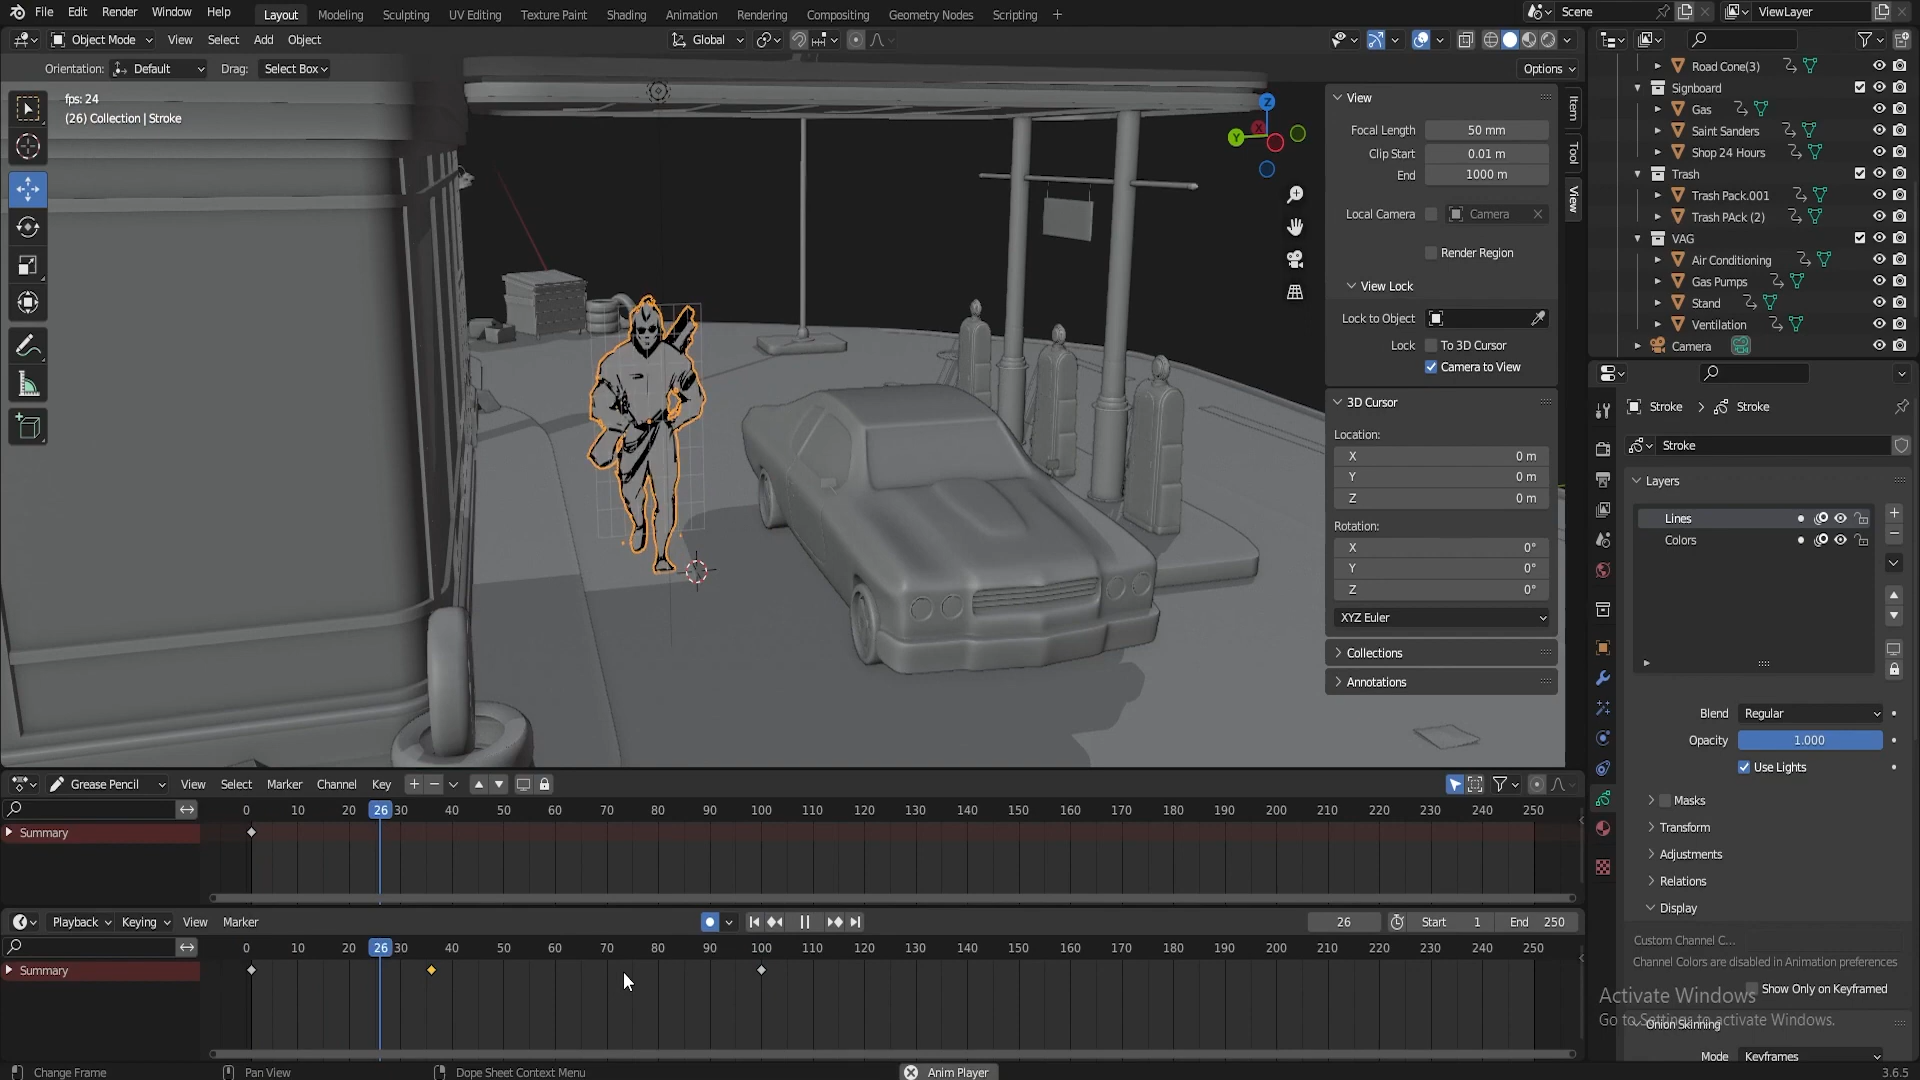 File Edit Render Window Help Layout Modeling Sculpting UV Editing Texture Paint Shading Animation Rendering Compositing Geometry Nodes Scripting + Scene ViewLayer
Object Mode View Select Add Object Global
Orientation: Default Drag: Select Box Options
fps: 24
(26) Collection | Stroke
Z
Y
X
View
Focal Length 50 mm
Clip Start 0.01 m
End 1000 m
Local Camera Camera
Render Region
View Lock
Lock to Object
Lock To 3D Cursor
Camera to View
3D Cursor
Location:
X 0 m
Y 0 m
Z 0 m
Rotation:
X 0°
Y 0°
Z 0°
XYZ Euler
Collections
Annotations
Item
Tool
View
Road Cone(3)
Signboard
Gas
Saint Sanders
Shop 24 Hours
Trash
Trash Pack.001
Trash PAck (2)
VAG
Air Conditioning
Gas Pumps
Stand
Ventilation
Camera
Stroke > Stroke
Stroke
Layers
Lines
Colors
Blend Regular
Opacity 1.000
Use Lights
Masks
Transform
Adjustments
Relations
Display
Custom Channel C...
Channel Colors are disabled in Animation preferences
Show Only on Keyframed
Onion Skinning
Mode Keyframes
Activate Windows
Go to Settings to activate Windows.
Grease Pencil View Select Marker Channel Key
0 10 20 26 30 40 50 60 70 80 90 100 110 120 130 140 150 160 170 180 190 200 210 220 230 240 250
Summary
Playback Keying View Marker 26 Start 1 End 250
0 10 20 26 30 40 50 60 70 80 90 100 110 120 130 140 150 160 170 180 190 200 210 220 230 240 250
Summary
Change Frame Pan View Dope Sheet Context Menu Anim Player 3.6.5